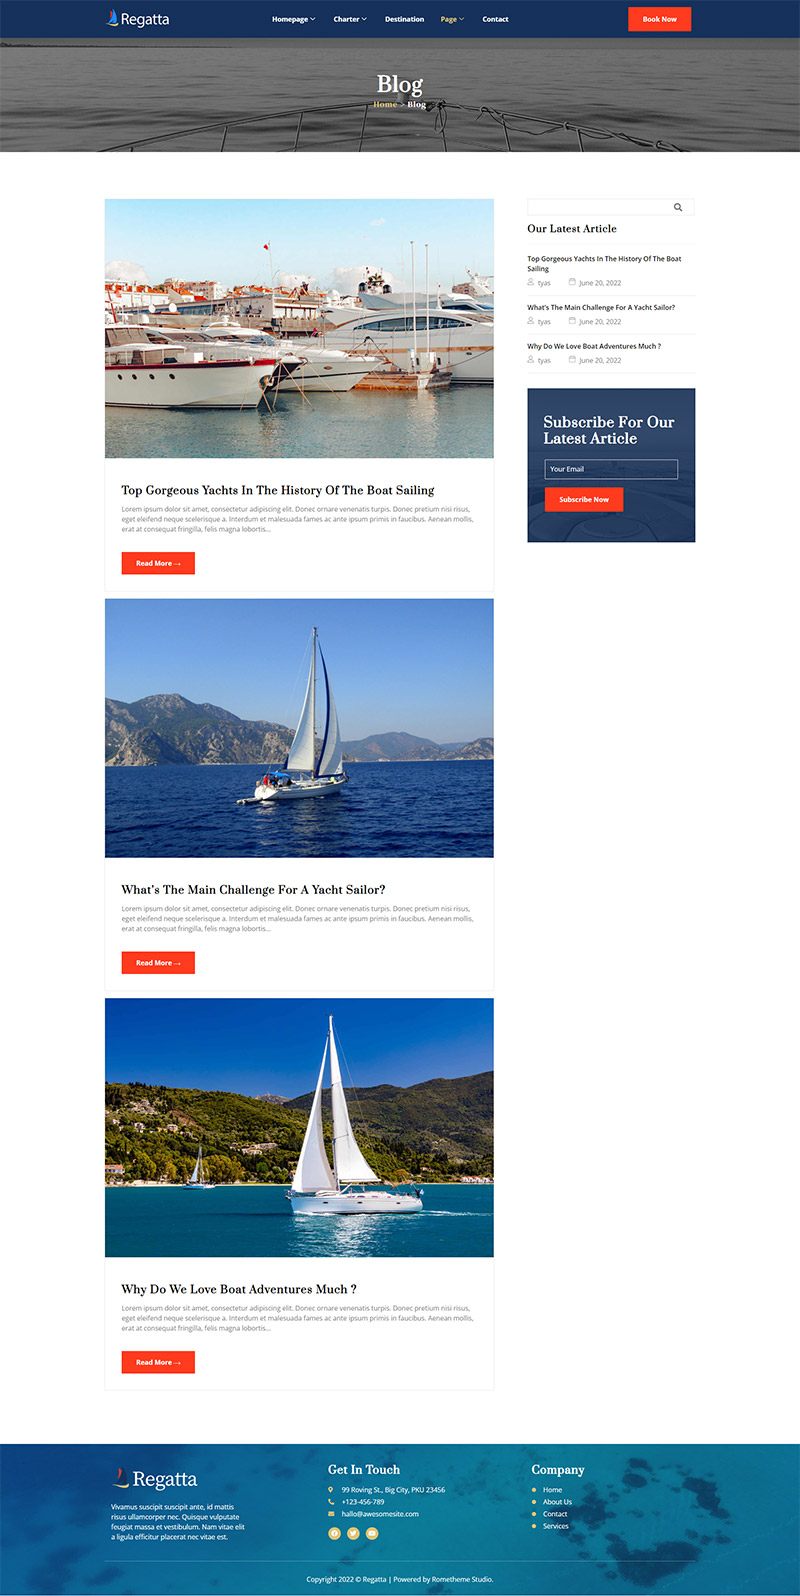 Regatta
Homepage
Charter
Destination
Page
Contact
Book Now
Blog
Home > Blog
Top Gorgeous Yachts In The History Of The Boat Sailing
Lorem ipsum dolor sit amet, consectetur adipiscing elit. Donec ornare venenatis turpis. Donec pretium nisi risus,
eget eleifend neque scelerisque a. Interdum et malesuada fames ac ante ipsum primis in faucibus. Aenean mollis,
erat at consequat fringilla, felis magna lobortis...
Read More →
What's The Main Challenge For A Yacht Sailor?
Lorem ipsum dolor sit amet, consectetur adipiscing elit. Donec ornare venenatis turpis. Donec pretium nisi risus,
eget eleifend neque scelerisque a. Interdum et malesuada fames ac ante ipsum primis in faucibus. Aenean mollis,
erat at consequat fringilla, felis magna lobortis...
Read More →
Why Do We Love Boat Adventures Much ?
Lorem ipsum dolor sit amet, consectetur adipiscing elit. Donec ornare venenatis turpis. Donec pretium nisi risus,
eget eleifend neque scelerisque a. Interdum et malesuada fames ac ante ipsum primis in faucibus. Aenean mollis,
erat at consequat fringilla, felis magna lobortis...
Read More →
Our Latest Article
Top Gorgeous Yachts In The History Of The Boat
Sailing
tyas June 20, 2022
What's The Main Challenge For A Yacht Sailor?
tyas June 20, 2022
Why Do We Love Boat Adventures Much ?
tyas June 20, 2022
Subscribe For Our
Latest Article
Your Email
Subscribe Now
Regatta
Vivamus suscipit suscipit ante, id mattis
risus ullamcorper nec. Quisque vulputate
feugiat massa et vestibulum. Nam vitae elit
a ligula efficitur placerat nec vitae est.
Get In Touch
99 Roving St., Big City, PKU 23456
+123-456-789
hallo@awesomesite.com
Company
Home
About Us
Contact
Services
Copyright 2022 © Regatta | Powered by Rometheme Studio.